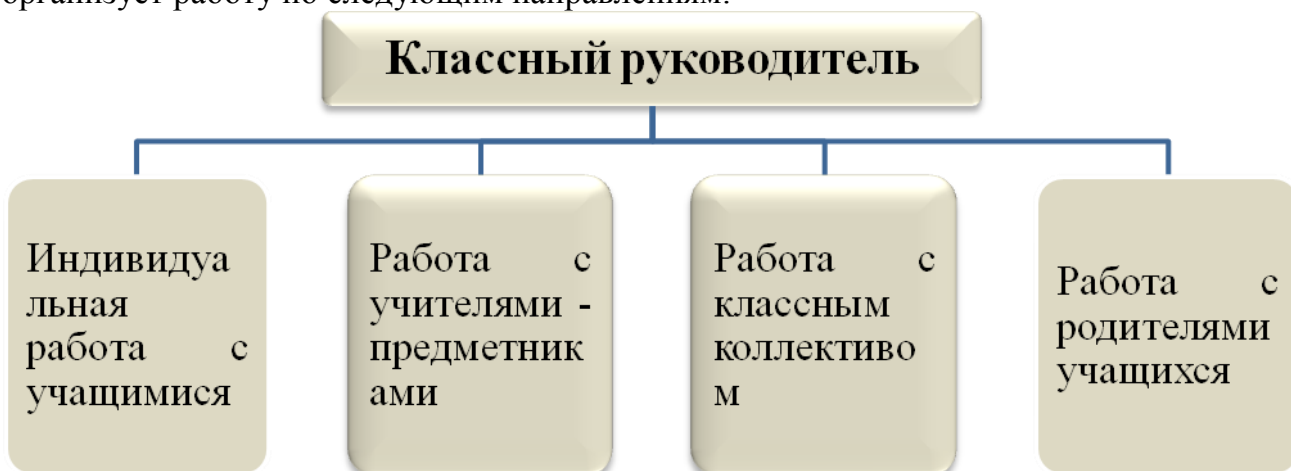 организует работу по следующим направлениям:
Классный руководитель
Индивидуа
льная
работа с
учащимися
Работа с
учителями -
предметник
ами
Работа с
классным
коллективо
м
Работа с
родителями
учащихся